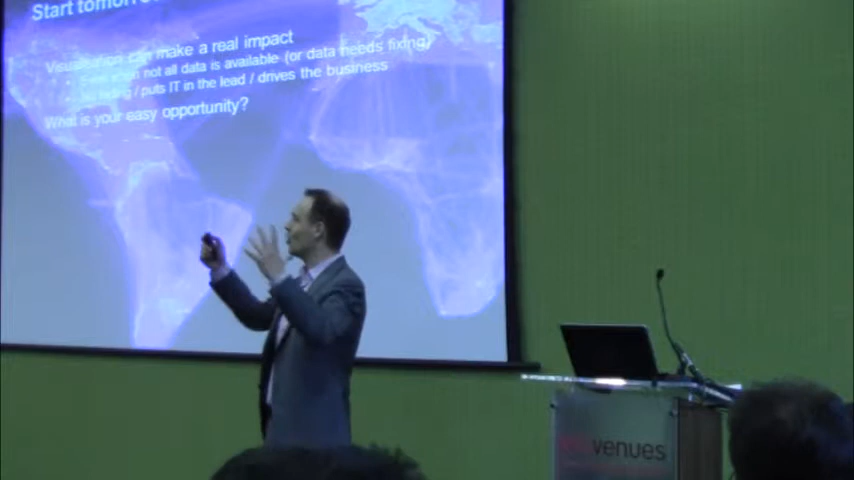 Start tomorro
Visualisation can make a real impact
Even when not all data is available (or data needs fixing)
/ puts IT in the lead / drives the business
What is your easy opportunity?
venues